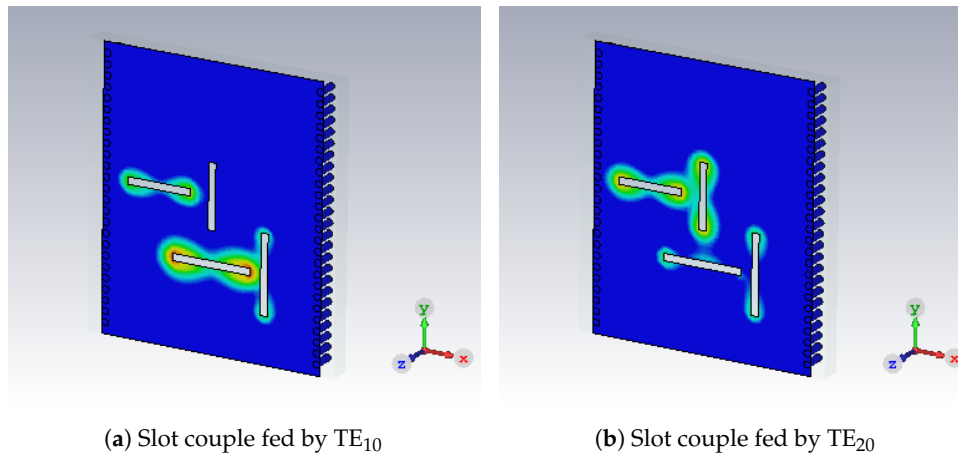 y
z
x
y
z
x
(a) Slot couple fed by TE₁₀
(b) Slot couple fed by TE₂₀